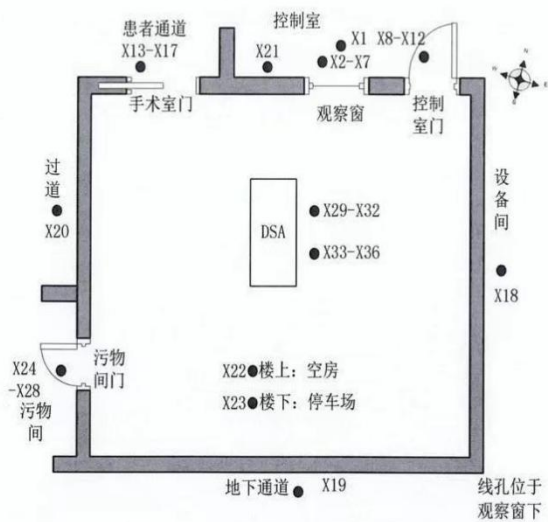 患者通道
X13-X17
控制室
X1
X2-X7
X8-X12
X21
手术室门
观察窗
控制
室门
过
道
X20
设
备
间
X18
DSA
X29-X32
X33-X36
X24
-X28
污物
间
污物
间门
X22 楼上：空房
X23 楼下：停车场
地下通道
X19
线孔位于
观察窗下